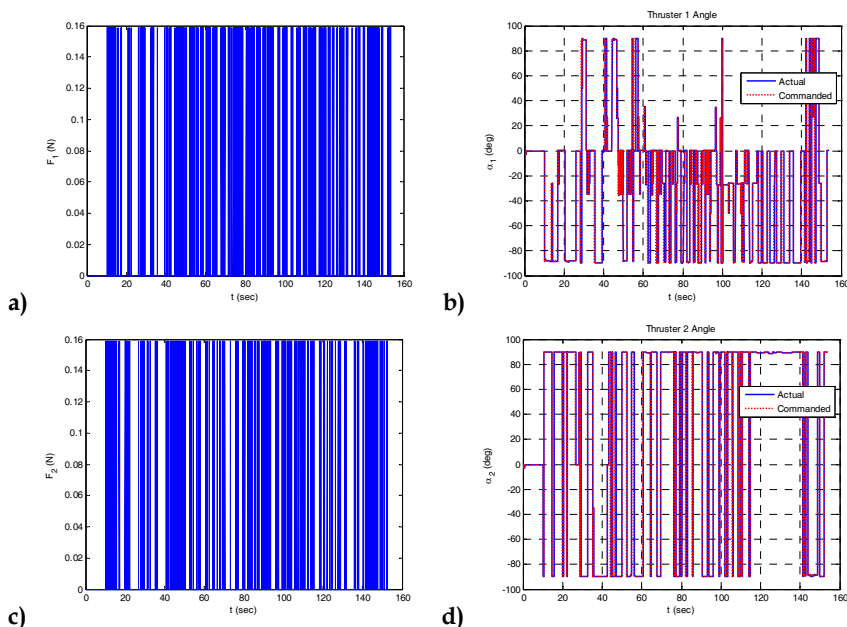 0.16
0.14
0.12
0.1
0.08
0.06
0.04
0.02
0
F1 (N)
0 20 40 60 80 100 120 140 160
t (sec)
a)
Thruster 1 Angle
100
80
60
40
20
0
-20
-40
-60
-80
-100
α1 (deg)
Actual
Commanded
0 20 40 60 80 100 120 140 160
t (sec)
b)
0.16
0.14
0.12
0.1
0.08
0.06
0.04
0.02
0
F2 (N)
0 20 40 60 80 100 120 140 160
t (sec)
c)
Thruster 2 Angle
100
80
60
40
20
0
-20
-40
-60
-80
-100
α2 (deg)
Actual
Commanded
0 20 40 60 80 100 120 140 160
t (sec)
d)